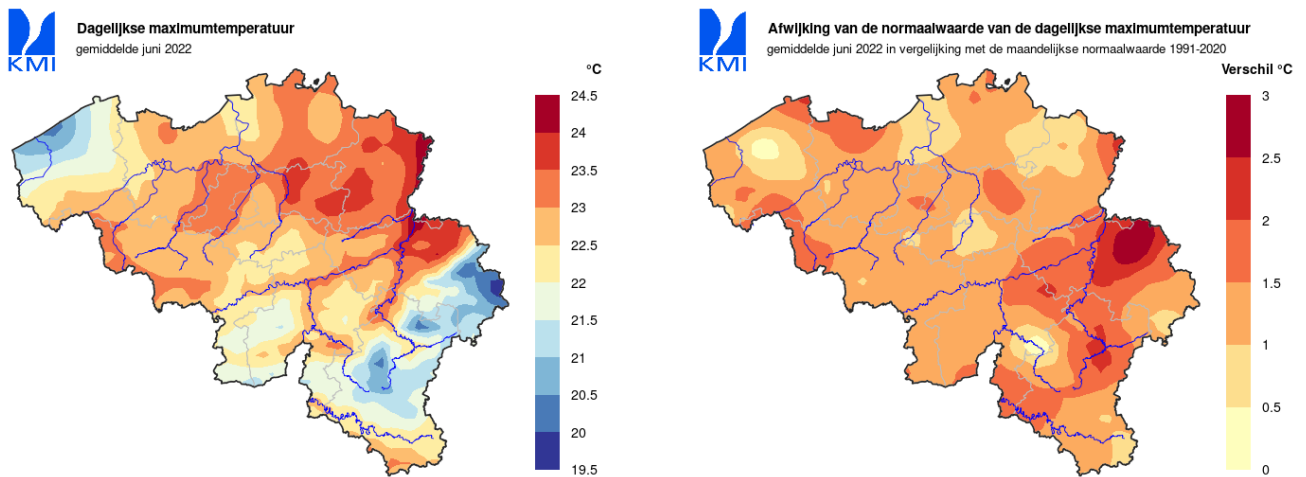 KMI
Dagelijkse maximumtemperatuur
gemiddelde juni 2022
°C
24.5
24
23.5
23
22.5
22
21.5
21
20.5
20
19.5
KMI
Afwijking van de normaalwaarde van de dagelijkse maximumtemperatuur
gemiddelde juni 2022 in vergelijking met de maandelijkse normaalwaarde 1991-2020
Verschil °C
3
2.5
2
1.5
1
0.5
0